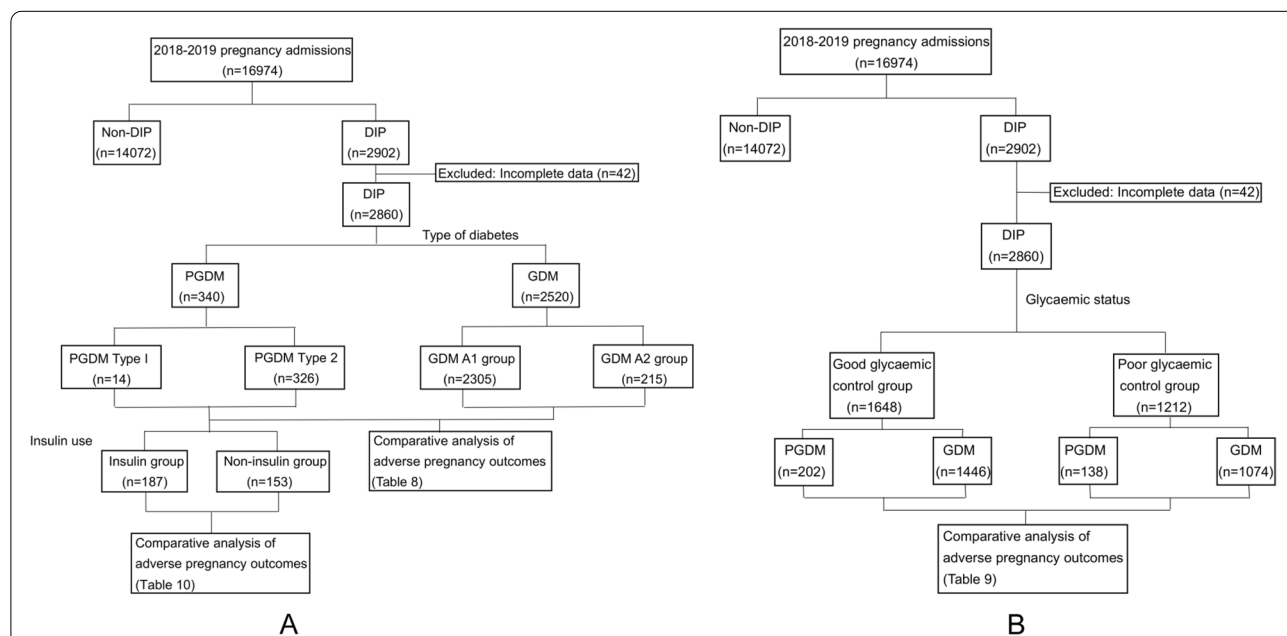 2018-2019 pregnancy admissions
(n=16974)
Non-DIP
(n=14072)
DIP
(n=2902)
Excluded: Incomplete data (n=42)
DIP
(n=2860)
Type of diabetes
PGDM
(n=340)
GDM
(n=2520)
PGDM Type I
(n=14)
PGDM Type 2
(n=326)
GDM A1 group
(n=2305)
GDM A2 group
(n=215)
Insulin use
Insulin group
(n=187)
Non-insulin group
(n=153)
Comparative analysis of
adverse pregnancy outcomes
(Table 8)
Comparative analysis of
adverse pregnancy outcomes
(Table 10)
A
2018-2019 pregnancy admissions
(n=16974)
Non-DIP
(n=14072)
DIP
(n=2902)
Excluded: Incomplete data (n=42)
DIP
(n=2860)
Glycaemic status
Good glycaemic
control group
(n=1648)
Poor glycaemic
control group
(n=1212)
PGDM
(n=202)
GDM
(n=1446)
PGDM
(n=138)
GDM
(n=1074)
Comparative analysis of
adverse pregnancy outcomes
(Table 9)
B